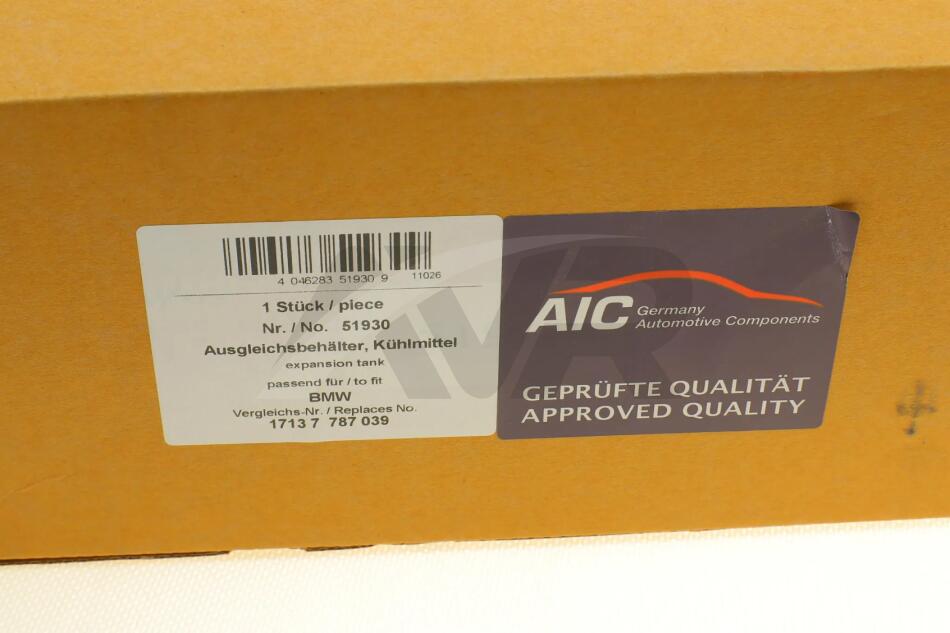 4 046283 51930 9 11026
1 Stück / piece
Nr. / No. 51930
Ausgleichsbehälter, Kühlmittel
expansion tank
passend für / to fit
BMW
Vergleichs-Nr. / Replaces No.
1713 7 787 039
AIC Germany
Automotive Components
GEPRÜFTE QUALITÄT
APPROVED QUALITY
AVR